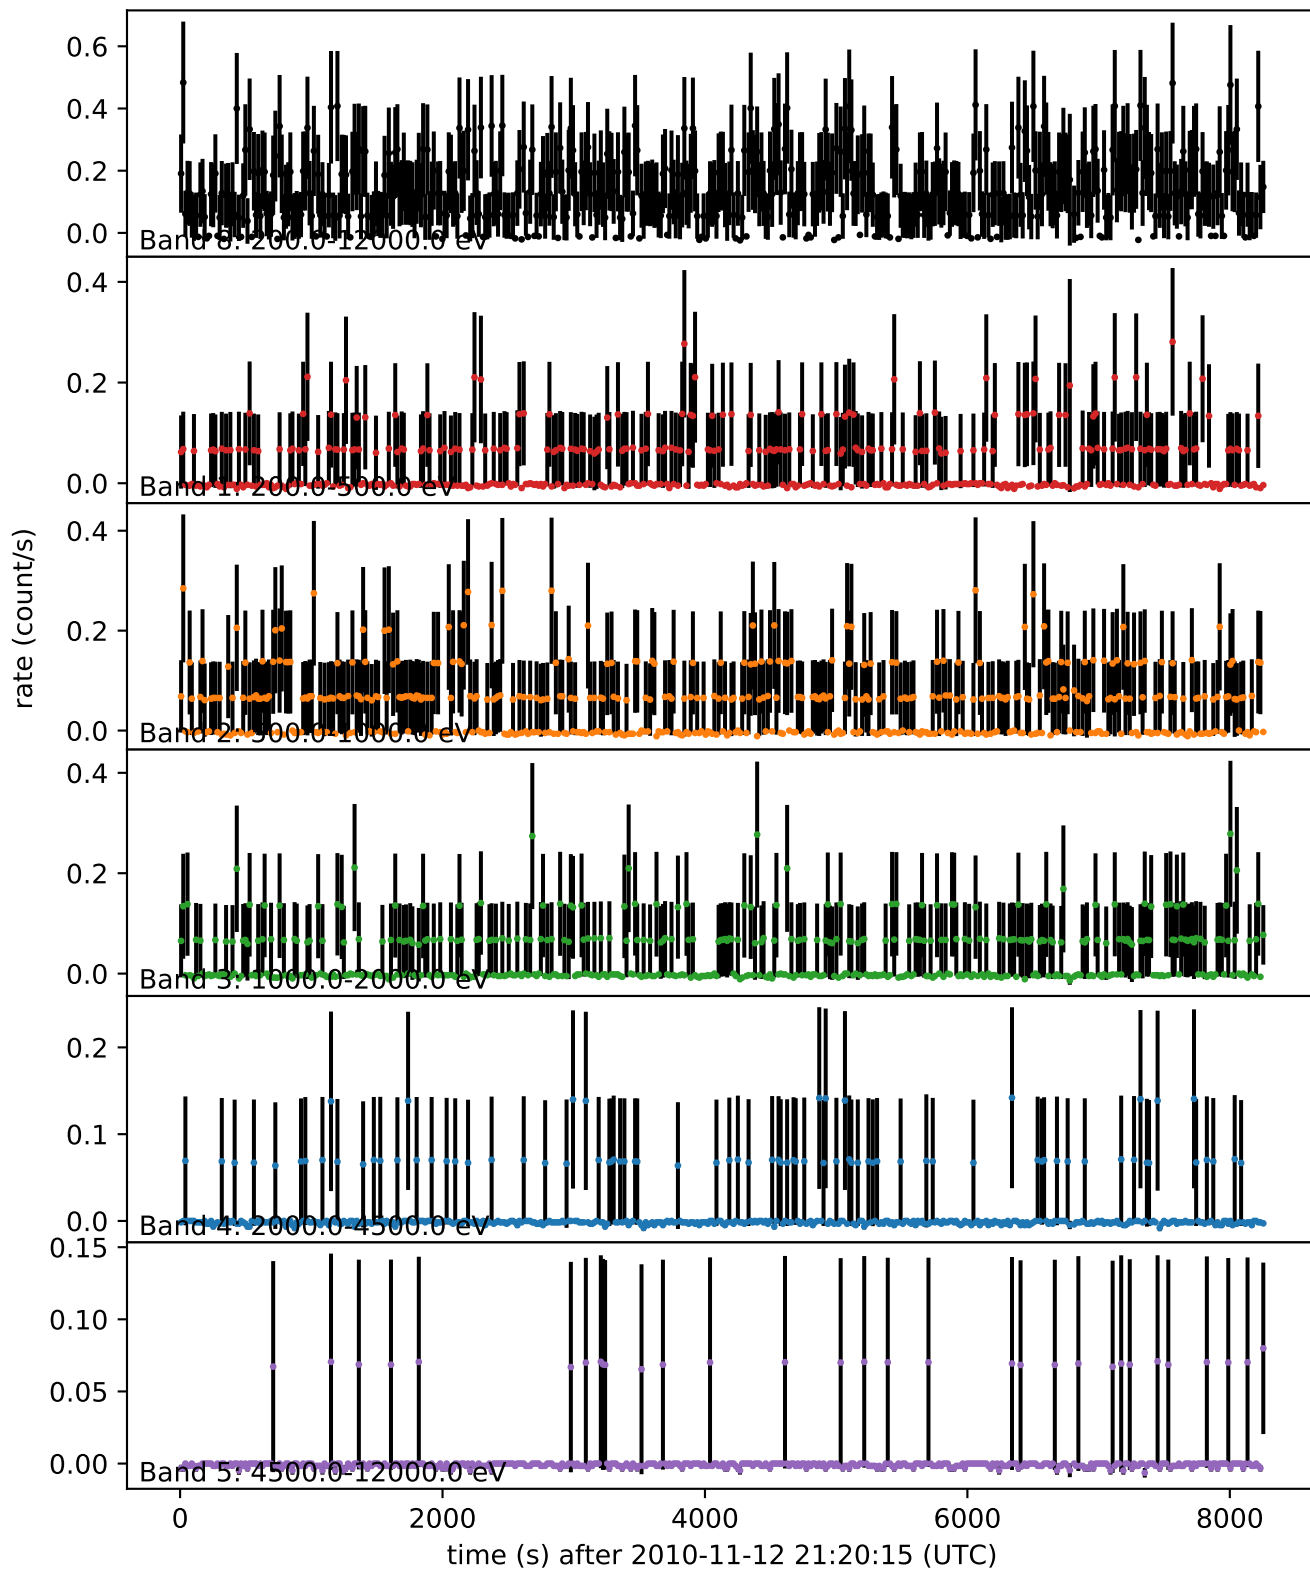 0.6
0.4
0.2
0.0
Band 8: 200.0-12000.0 eV
0.4
0.2
0.0
Band 1: 200.0-500.0 eV
rate (count/s)
0.4
0.2
0.0
Band 2: 500.0-1000.0 eV
0.4
0.2
0.0
Band 3: 1000.0-2000.0 eV
0.2
0.1
0.0
Band 4: 2000.0-4500.0 eV
0.15
0.10
0.05
0.00
Band 5: 4500.0-12000.0 eV
0 2000 4000 6000 8000
time (s) after 2010-11-12 21:20:15 (UTC)